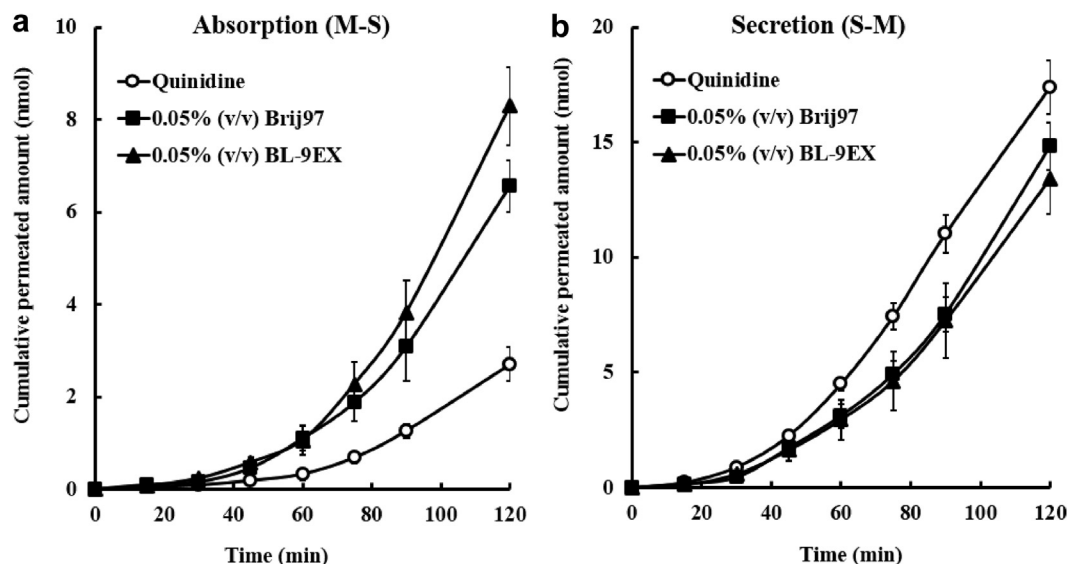 a
Absorption (M-S)
Quinidine
0.05% (v/v) Brij97
0.05% (v/v) BL-9EX
Cumulative permeated amount (nmol)
10
8
6
4
2
0
0 20 40 60 80 100 120
Time (min)
b
Secretion (S-M)
Quinidine
0.05% (v/v) Brij97
0.05% (v/v) BL-9EX
Cumulative permeated amount (nmol)
20
15
10
5
0
0 20 40 60 80 100 120
Time (min)